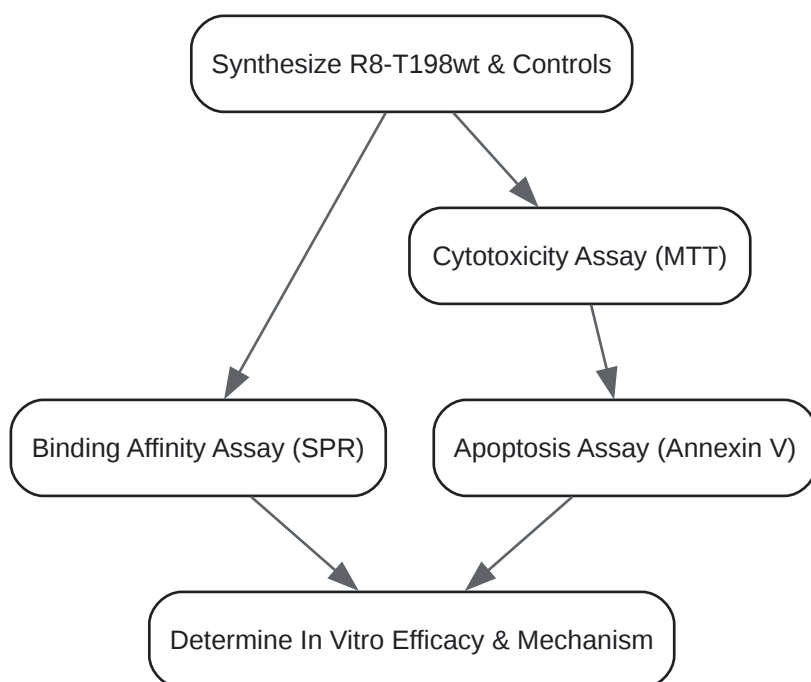 Synthesize R8-T198wt & Controls
Cytotoxicity Assay (MTT)
Binding Affinity Assay (SPR)
Apoptosis Assay (Annexin V)
Determine In Vitro Efficacy & Mechanism